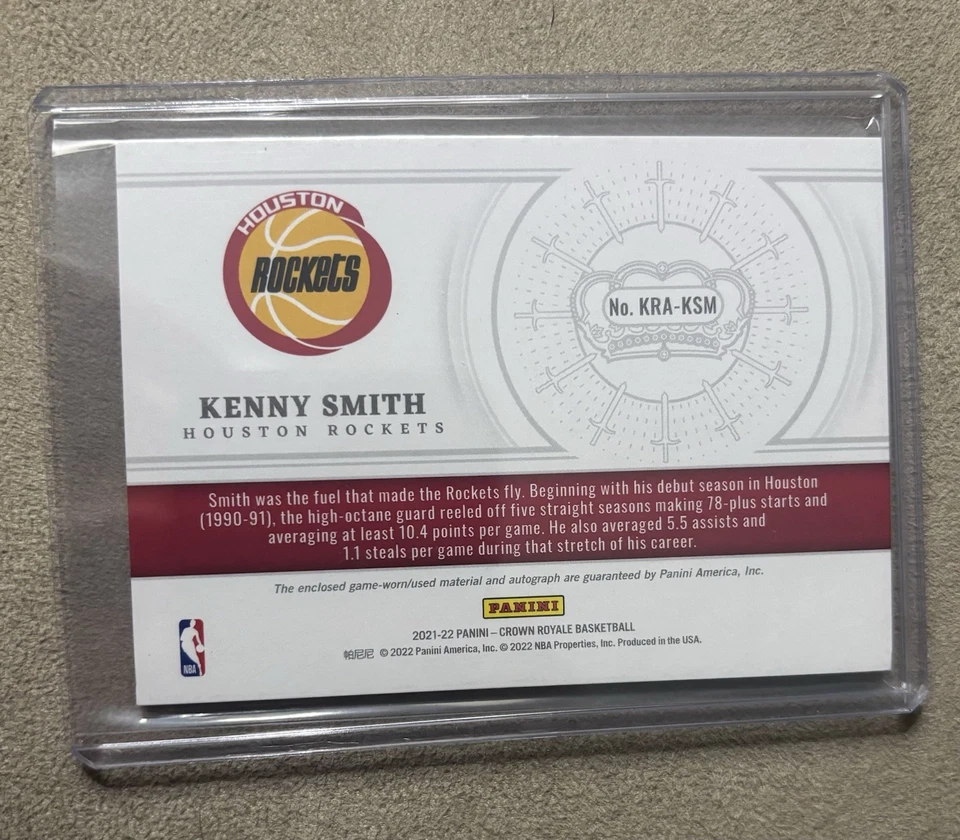 HOUSTON
ROCKETS
No. KRA-KSM
KENNY SMITH
HOUSTON ROCKETS
Smith was the fuel that made the Rockets fly. Beginning with his debut season in Houston
(1990-91), the high-octane guard reeled off five straight seasons making 78-plus starts and
averaging at least 10.4 points per game. He also averaged 5.5 assists and
1.1 steals per game during that stretch of his career.
The enclosed game-worn/used material and autograph are guaranteed by Panini America, Inc.
PANINI
2021-22 PANINI – CROWN ROYALE BASKETBALL
帕尼尼 © 2022 Panini America, Inc. © 2022 NBA Properties, Inc. Produced in the USA.
NBA